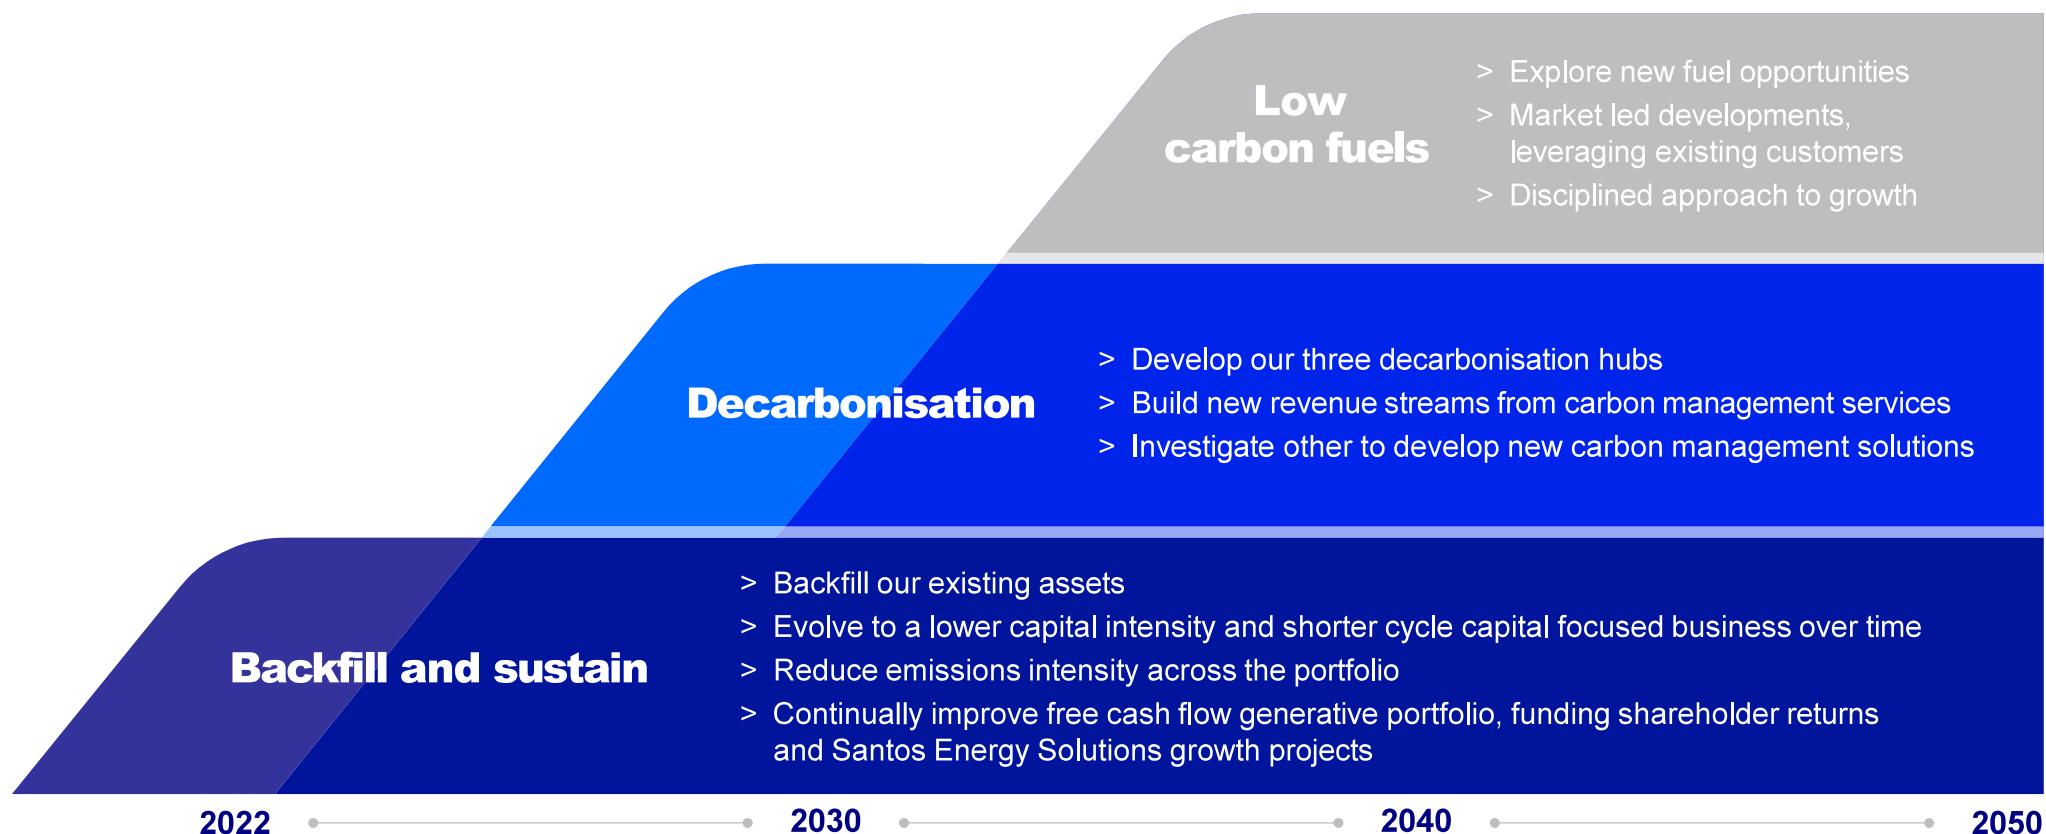 Low
carbon fuels
> Explore new fuel opportunities
> Market led developments,
leveraging existing customers
> Disciplined approach to growth
Decarbonisation
> Develop our three decarbonisation hubs
> Build new revenue streams from carbon management services
> Investigate other to develop new carbon management solutions
Backfill and sustain
> Backfill our existing assets
> Evolve to a lower capital intensity and shorter cycle capital focused business over time
> Reduce emissions intensity across the portfolio
> Continually improve free cash flow generative portfolio, funding shareholder returns
and Santos Energy Solutions growth projects
2022 2030 2040 2050